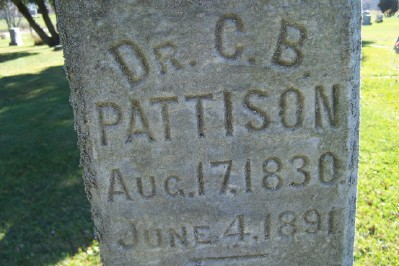 DR. C. B.
PATTISON
AUG. 17, 1830.
JUNE 4, 1891.